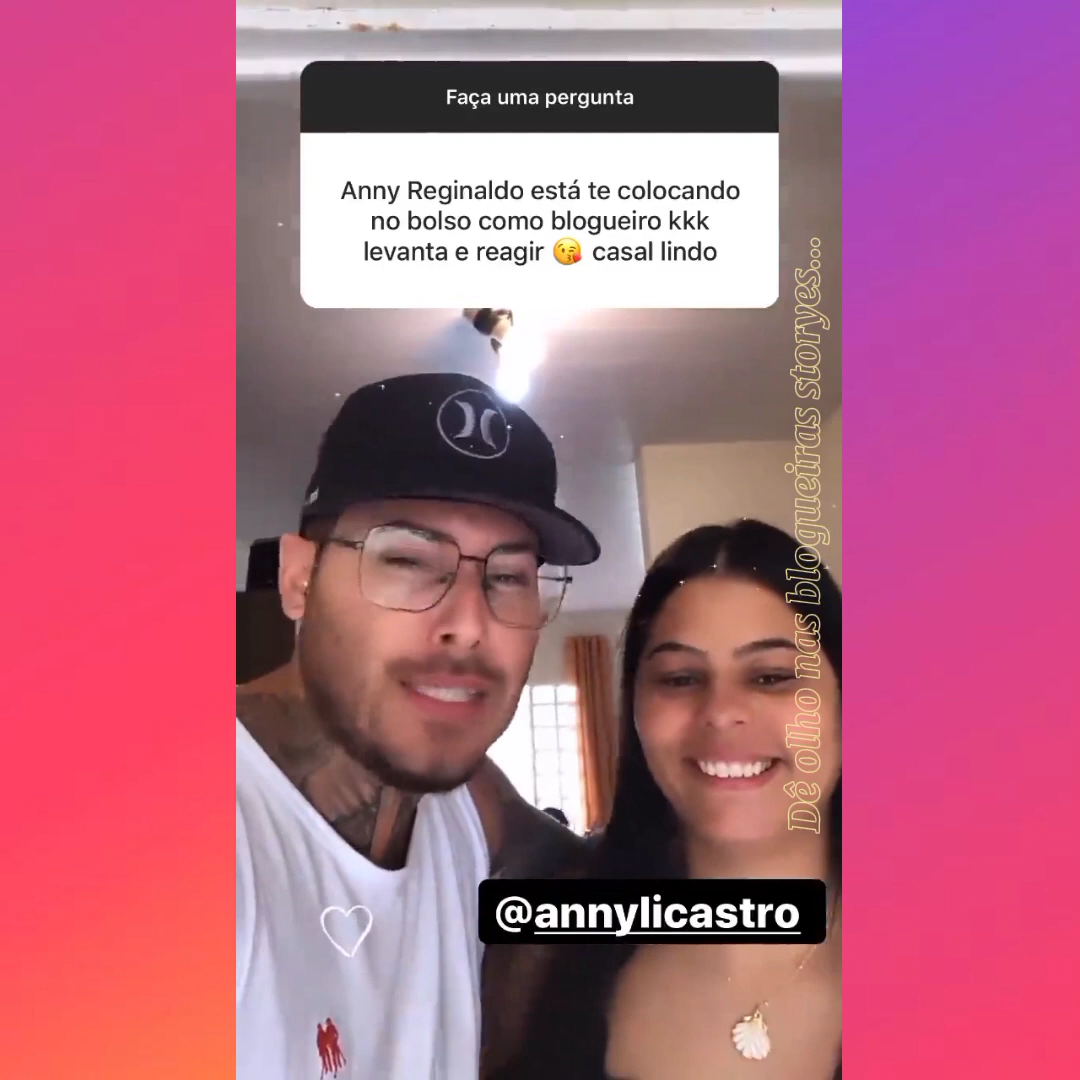 Faça uma pergunta
Anny Reginaldo está te colocando
no bolso como blogueiro kkk
levanta e reagir 😘 casal lindo
Dê olho nas blogueiras storyes...
@annylicastro